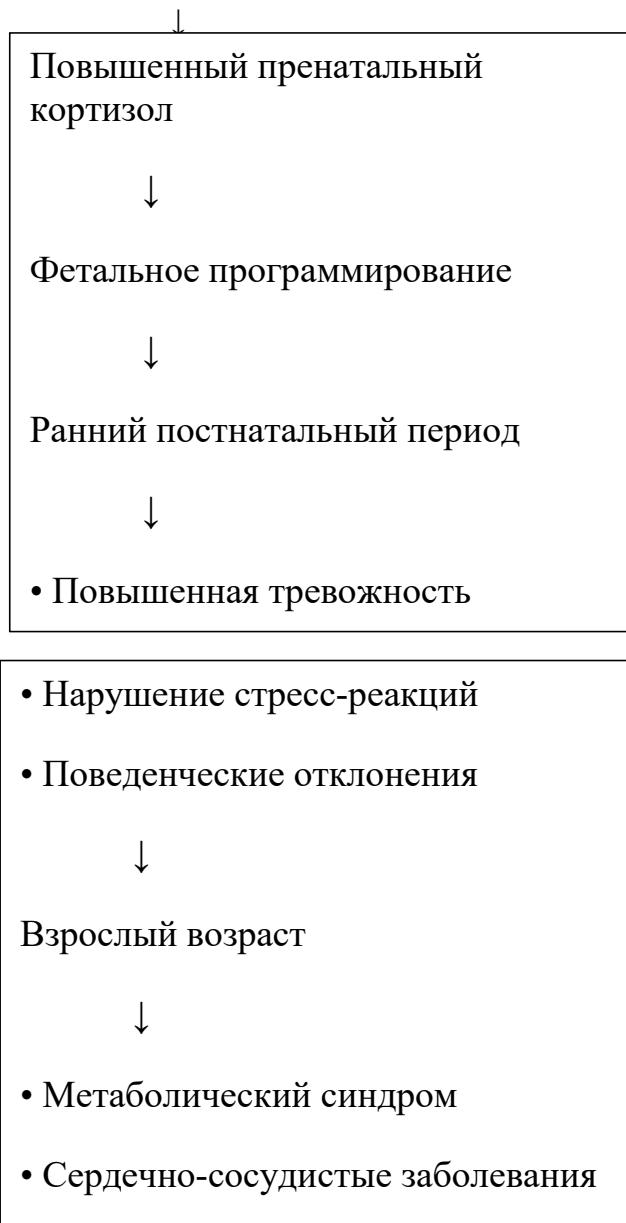 ↓
Повышенный пренатальный
кортизол
↓
Фетальное программирование
↓
Ранний постнатальный период
↓
• Повышенная тревожность
• Нарушение стресс-реакций
• Поведенческие отклонения
↓
Взрослый возраст
↓
• Метаболический синдром
• Сердечно-сосудистые заболевания